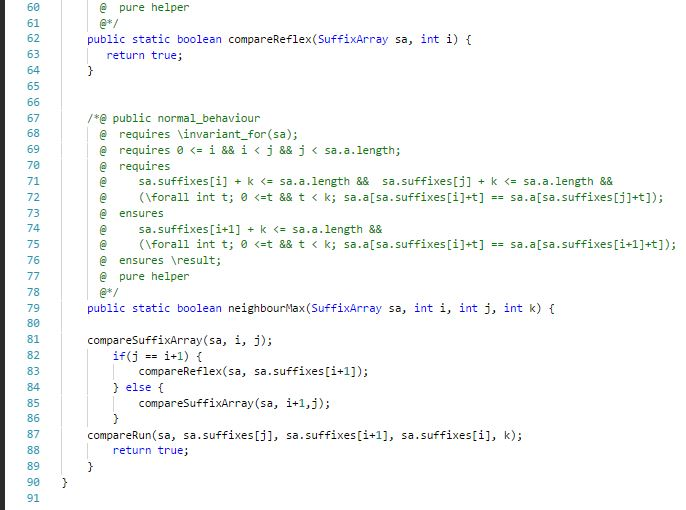 60 @ pure helper
61 @*/
62 public static boolean compareReflex(SuffixArray sa, int i) {
63 return true;
64 }
65
66
67 /*@ public normal_behaviour
68 @ requires \invariant_for(sa);
69 @ requires 0 <= i && i < j && j < sa.a.length;
70 @ requires
71 @ sa.suffixes[i] + k <= sa.a.length && sa.suffixes[j] + k <= sa.a.length &&
72 @ (\forall int t; 0 <=t && t < k; sa.a[sa.suffixes[i]+t] == sa.a[sa.suffixes[j]+t]);
73 @ ensures
74 @ sa.suffixes[i+1] + k <= sa.a.length &&
75 @ (\forall int t; 0 <=t && t < k; sa.a[sa.suffixes[i]+t] == sa.a[sa.suffixes[i+1]+t]);
76 @ ensures \result;
77 @ pure helper
78 @*/
79 public static boolean neighbourMax(SuffixArray sa, int i, int j, int k) {
80
81 compareSuffixArray(sa, i, j);
82 if(j == i+1) {
83 compareReflex(sa, sa.suffixes[i+1]);
84 } else {
85 compareSuffixArray(sa, i+1,j);
86 }
87 compareRun(sa, sa.suffixes[j], sa.suffixes[i+1], sa.suffixes[i], k);
88 return true;
89 }
90 }
91